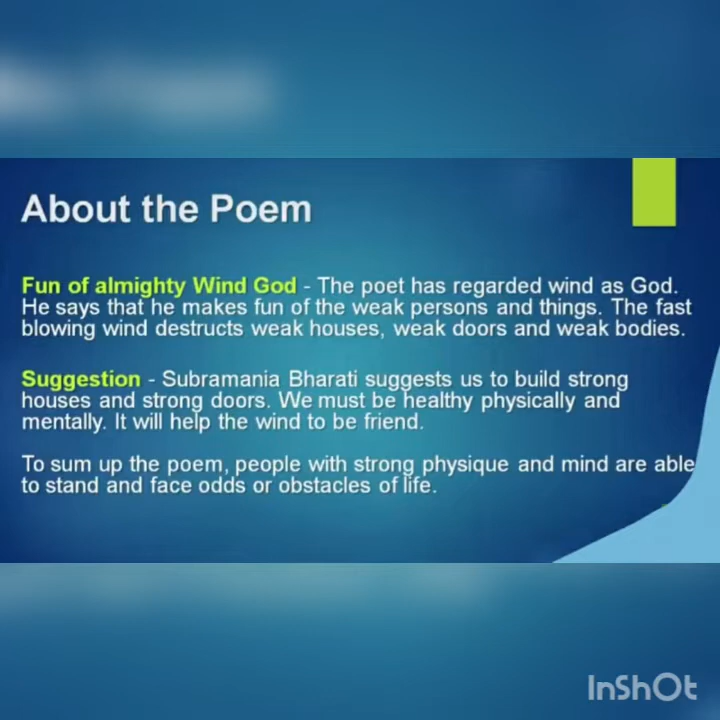 About the Poem
Fun of almighty Wind God - The poet has regarded wind as God.
He says that he makes fun of the weak persons and things. The fast
blowing wind destructs weak houses, weak doors and weak bodies.
Suggestion - Subramania Bharati suggests us to build strong
houses and strong doors. We must be healthy physically and
mentally. It will help the wind to be friend.
To sum up the poem, people with strong physique and mind are able
to stand and face odds or obstacles of life.
InShOt